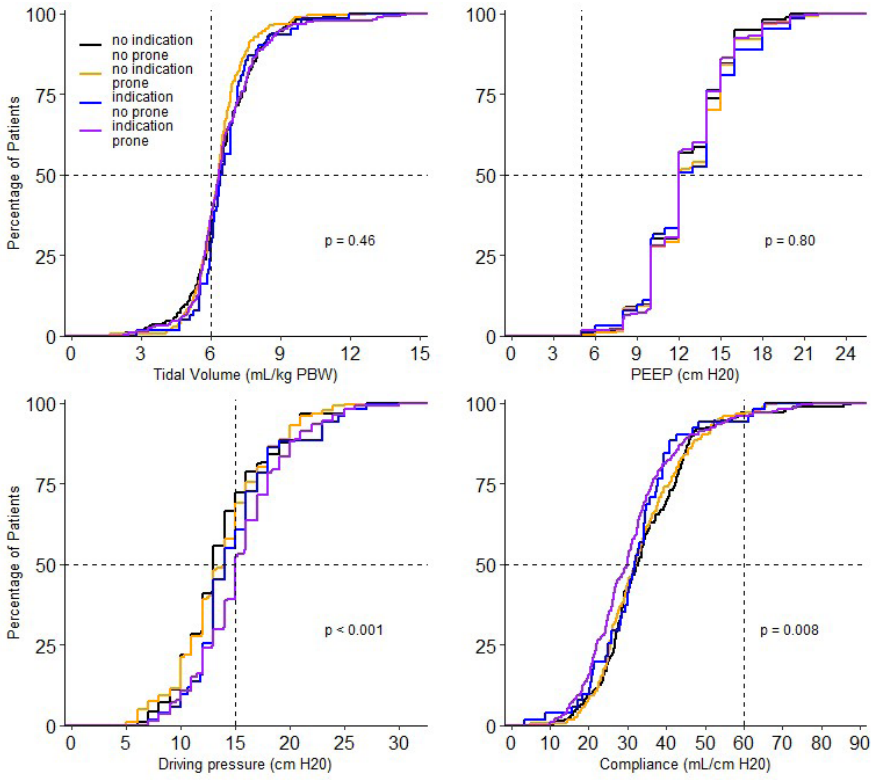 100
75
50
25
0
Percentage of Patients
no indication
no prone
no indication
prone
indication
no prone
indication
prone
p = 0.46
0 3 6 9 12 15
Tidal Volume (mL/kg PBW)
100
75
50
25
0
p = 0.80
0 3 6 9 12 15 18 21 24
PEEP (cm H20)
100
75
50
25
0
Percentage of Patients
p < 0.001
0 5 10 15 20 25 30
Driving pressure (cm H20)
100
75
50
25
0
p = 0.008
0 10 20 30 40 50 60 70 80 90
Compliance (mL/cm H20)